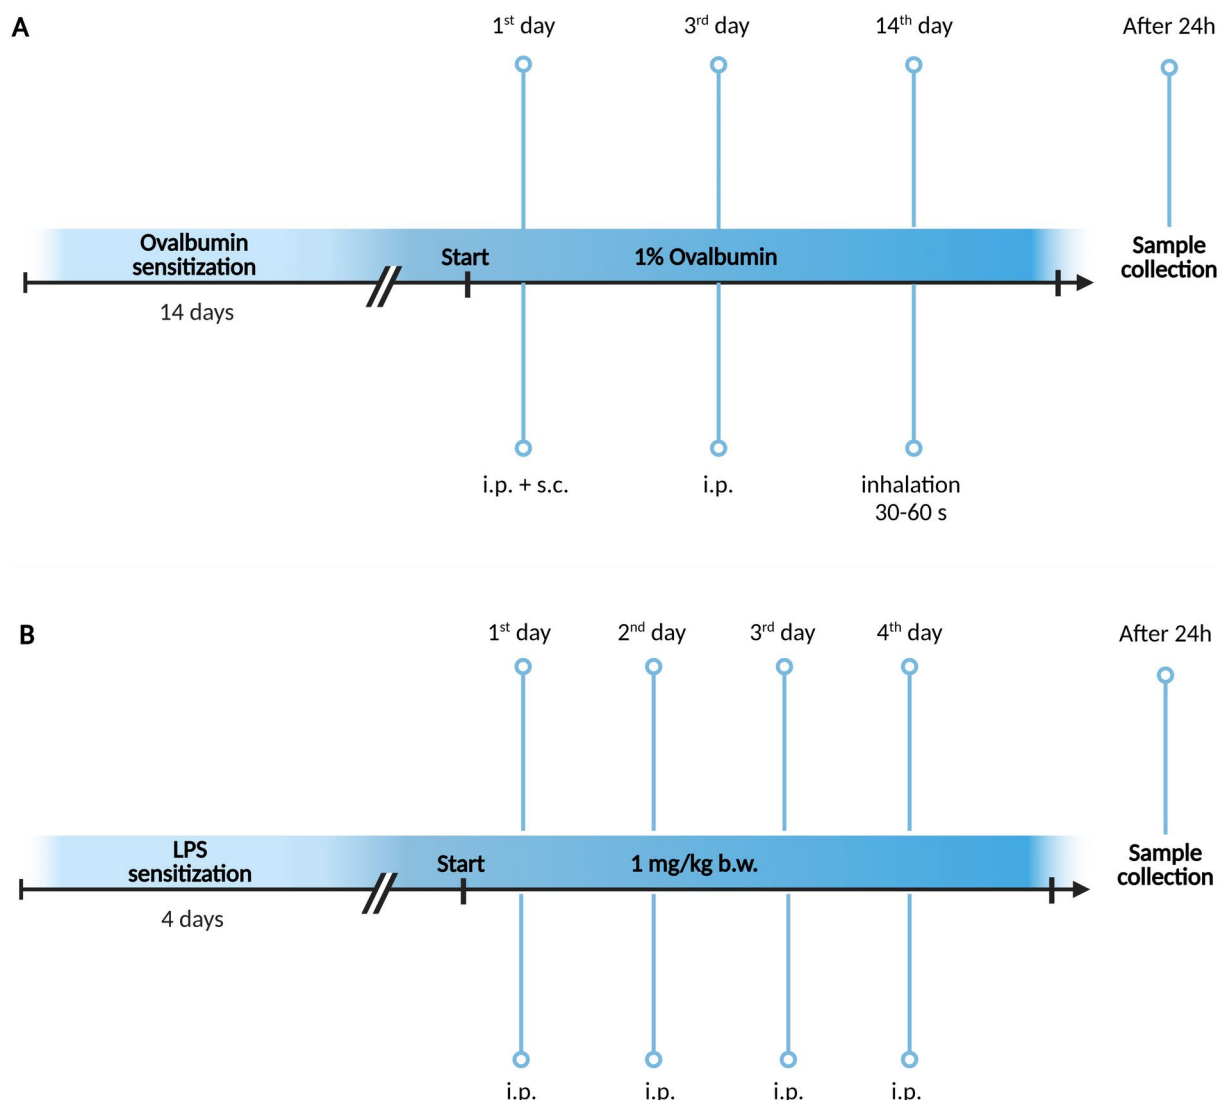 A
1st day
3rd day
14th day
After 24h
Ovalbumin
sensitization
Start
1% Ovalbumin
Sample
collection
14 days
i.p. + s.c.
i.p.
inhalation
30-60 s
B
1st day
2nd day
3rd day
4th day
After 24h
LPS
sensitization
Start
1 mg/kg b.w.
Sample
collection
4 days
i.p.
i.p.
i.p.
i.p.